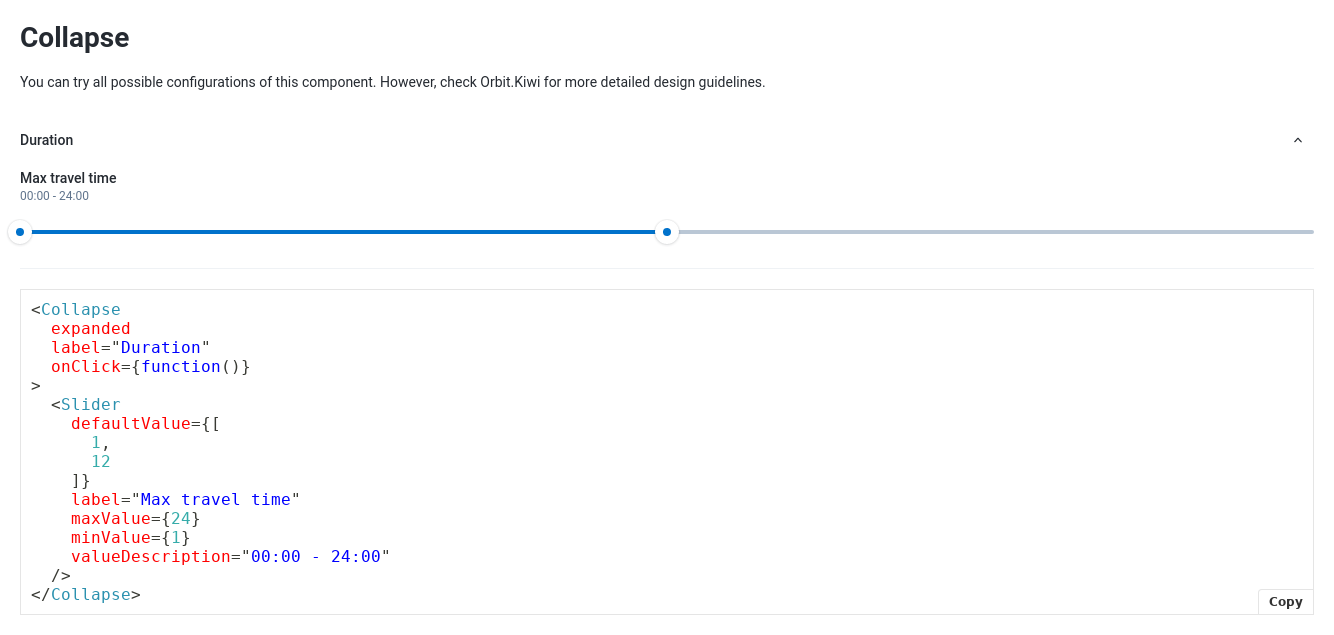 Collapse
You can try all possible configurations of this component. However, check Orbit.Kiwi for more detailed design guidelines.
Duration
Max travel time
00:00 - 24:00
<Collapse
  expanded
  label="Duration"
  onClick={function()}
>
  <Slider
    defaultValue={[
      1,
      12
    ]}
    label="Max travel time"
    maxValue={24}
    minValue={1}
    valueDescription="00:00 - 24:00"
  />
</Collapse>
Copy